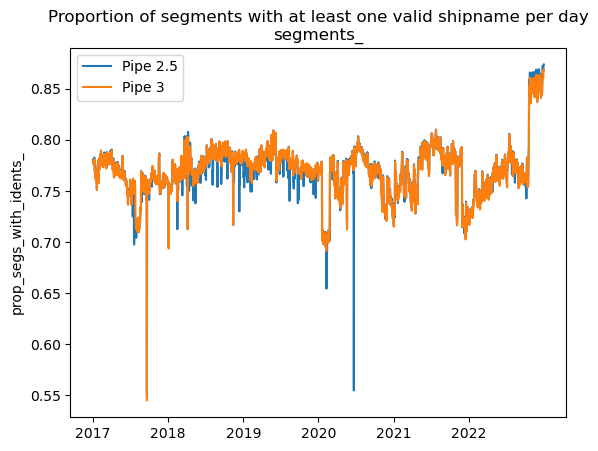 Proportion of segments with at least one valid shipname per day
segments_
Pipe 2.5
Pipe 3
prop_segs_with_idents_
0.85
0.80
0.75
0.70
0.65
0.60
0.55
2017
2018
2019
2020
2021
2022